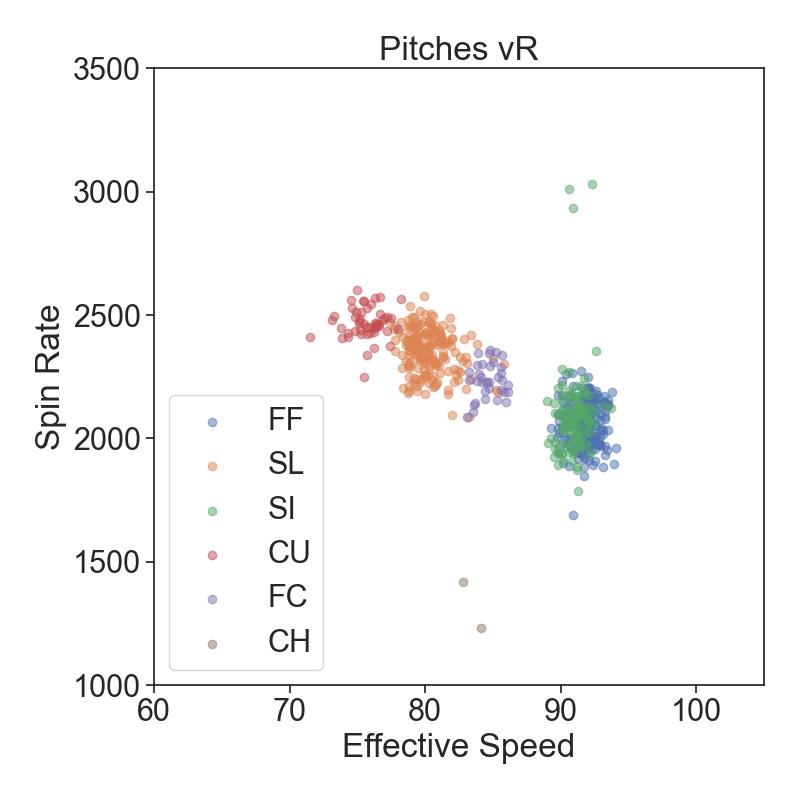 Pitches vR
3500
3000
2500
2000
1500
1000
Spin Rate
FF
SL
SI
CU
FC
CH
60 70 80 90 100
Effective Speed